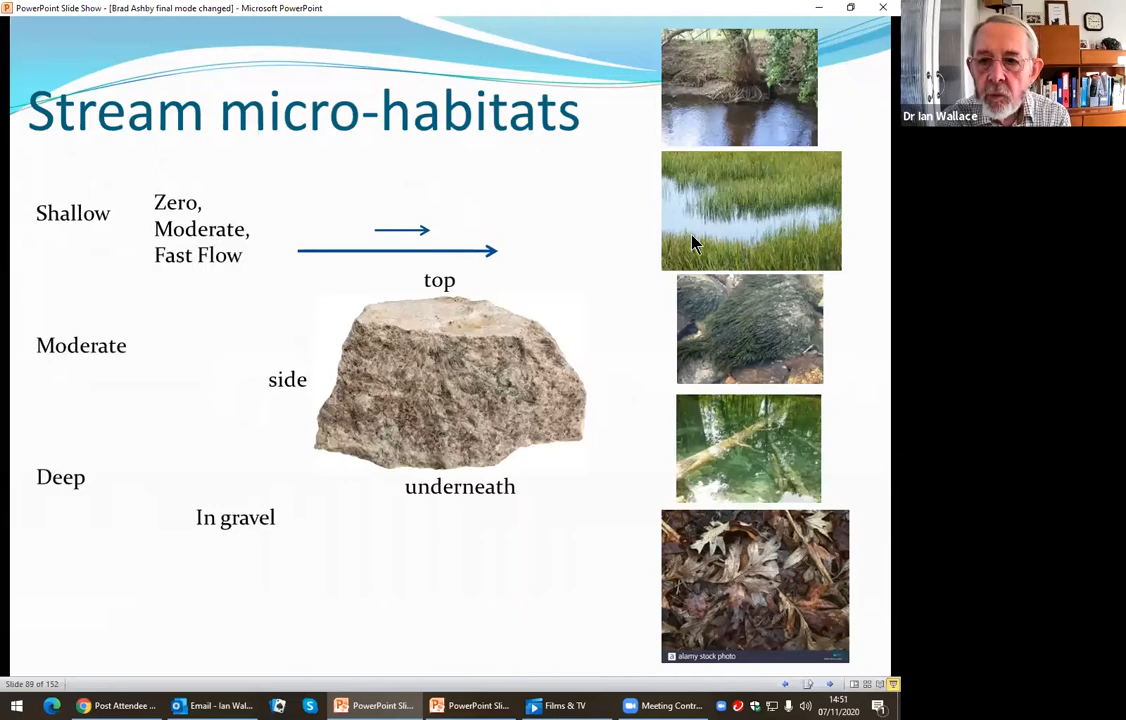 PowerPoint Slide Show - [Brad Ashby final mode changed] - Microsoft PowerPoint
Stream micro-habitats
Dr Ian Wallace
Shallow
Zero,
Moderate,
Fast Flow
top
Moderate
side
Deep
underneath
In gravel
a alamy stock photo
Slide 89 of 152
Post Attendee ...
Email - Ian Wal...
PowerPoint Sli...
PowerPoint Sli...
Films & TV
Meeting Contr...
14:51
07/11/2020